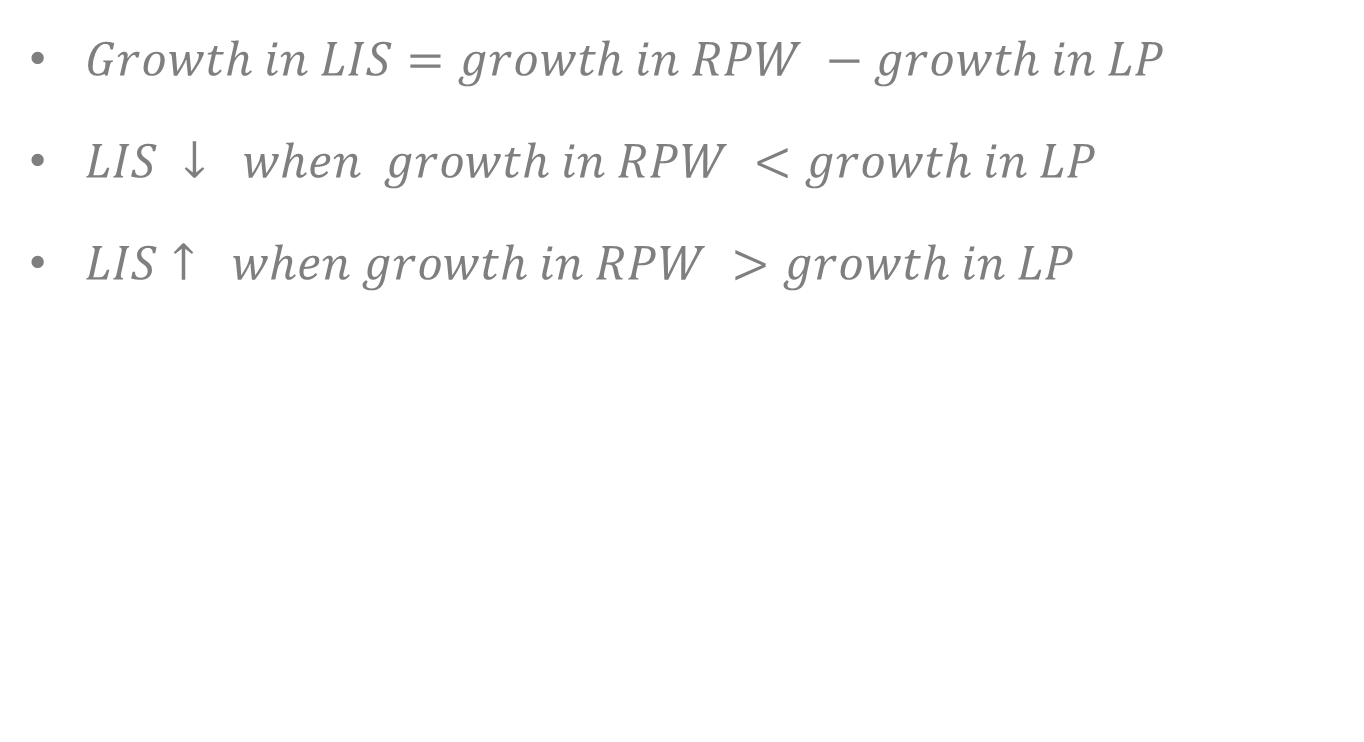 • Growth in LIS = growth in RPW − growth in LP
• LIS ↓ when growth in RPW < growth in LP
• LIS ↑ when growth in RPW > growth in LP